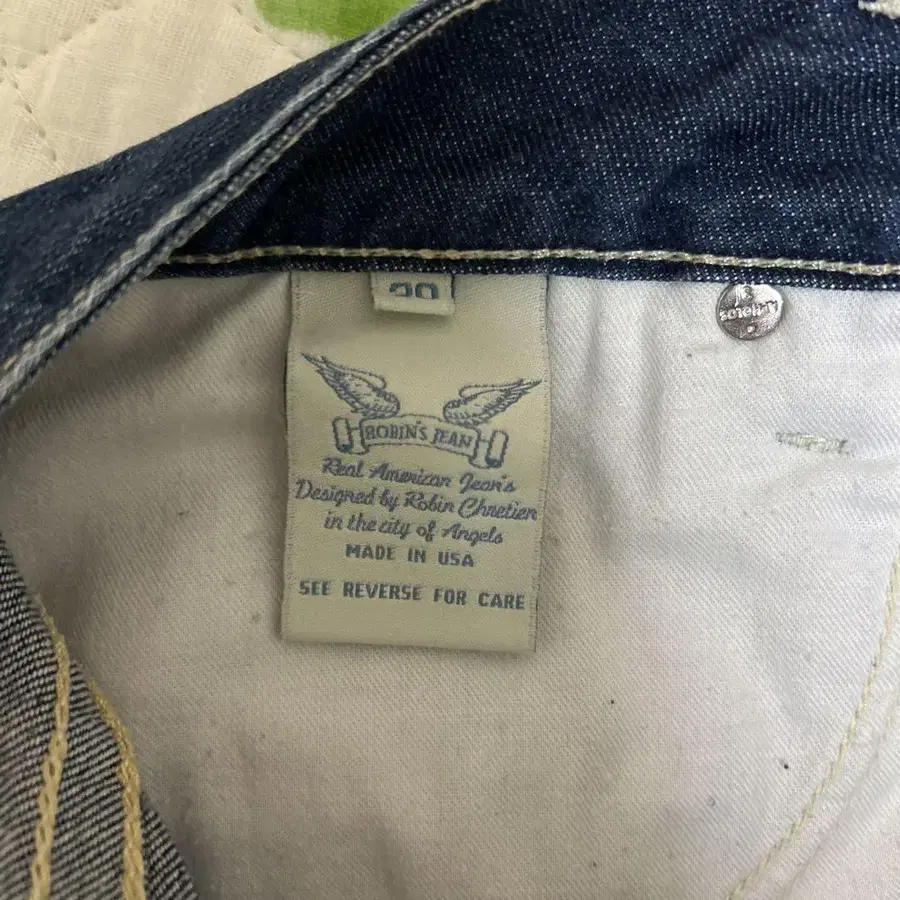 ROBIN'S JEAN
Real American Jean's
Designed by Robin Chretien
in the city of Angels
MADE IN USA
SEE REVERSE FOR CARE